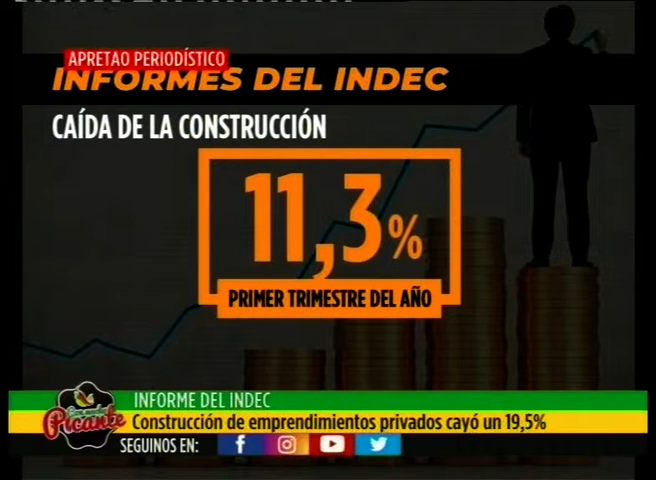 APRETAO PERIODÍSTICO
INFORMES DEL INDEC
CAÍDA DE LA CONSTRUCCIÓN
11,3%
PRIMER TRIMESTRE DEL AÑO
INFORME DEL INDEC
Construcción de emprendimientos privados cayó un 19,5%
Picante
SEGUINOS EN: